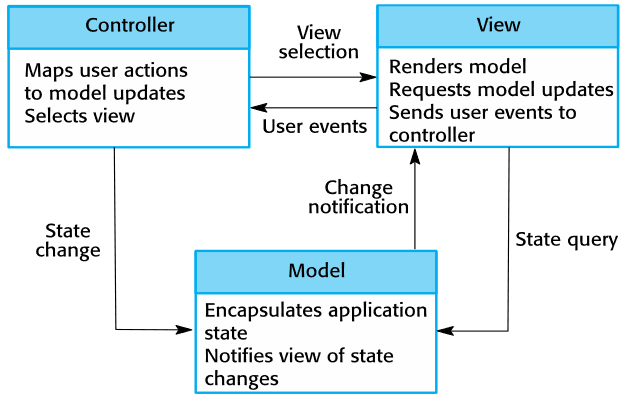 Controller
Maps user actions
to model updates
Selects view
View
selection
User events
View
Renders model
Requests model updates
Sends user events to
controller
State
change
Change
notification
State query
Model
Encapsulates application
state
Notifies view of state
changes